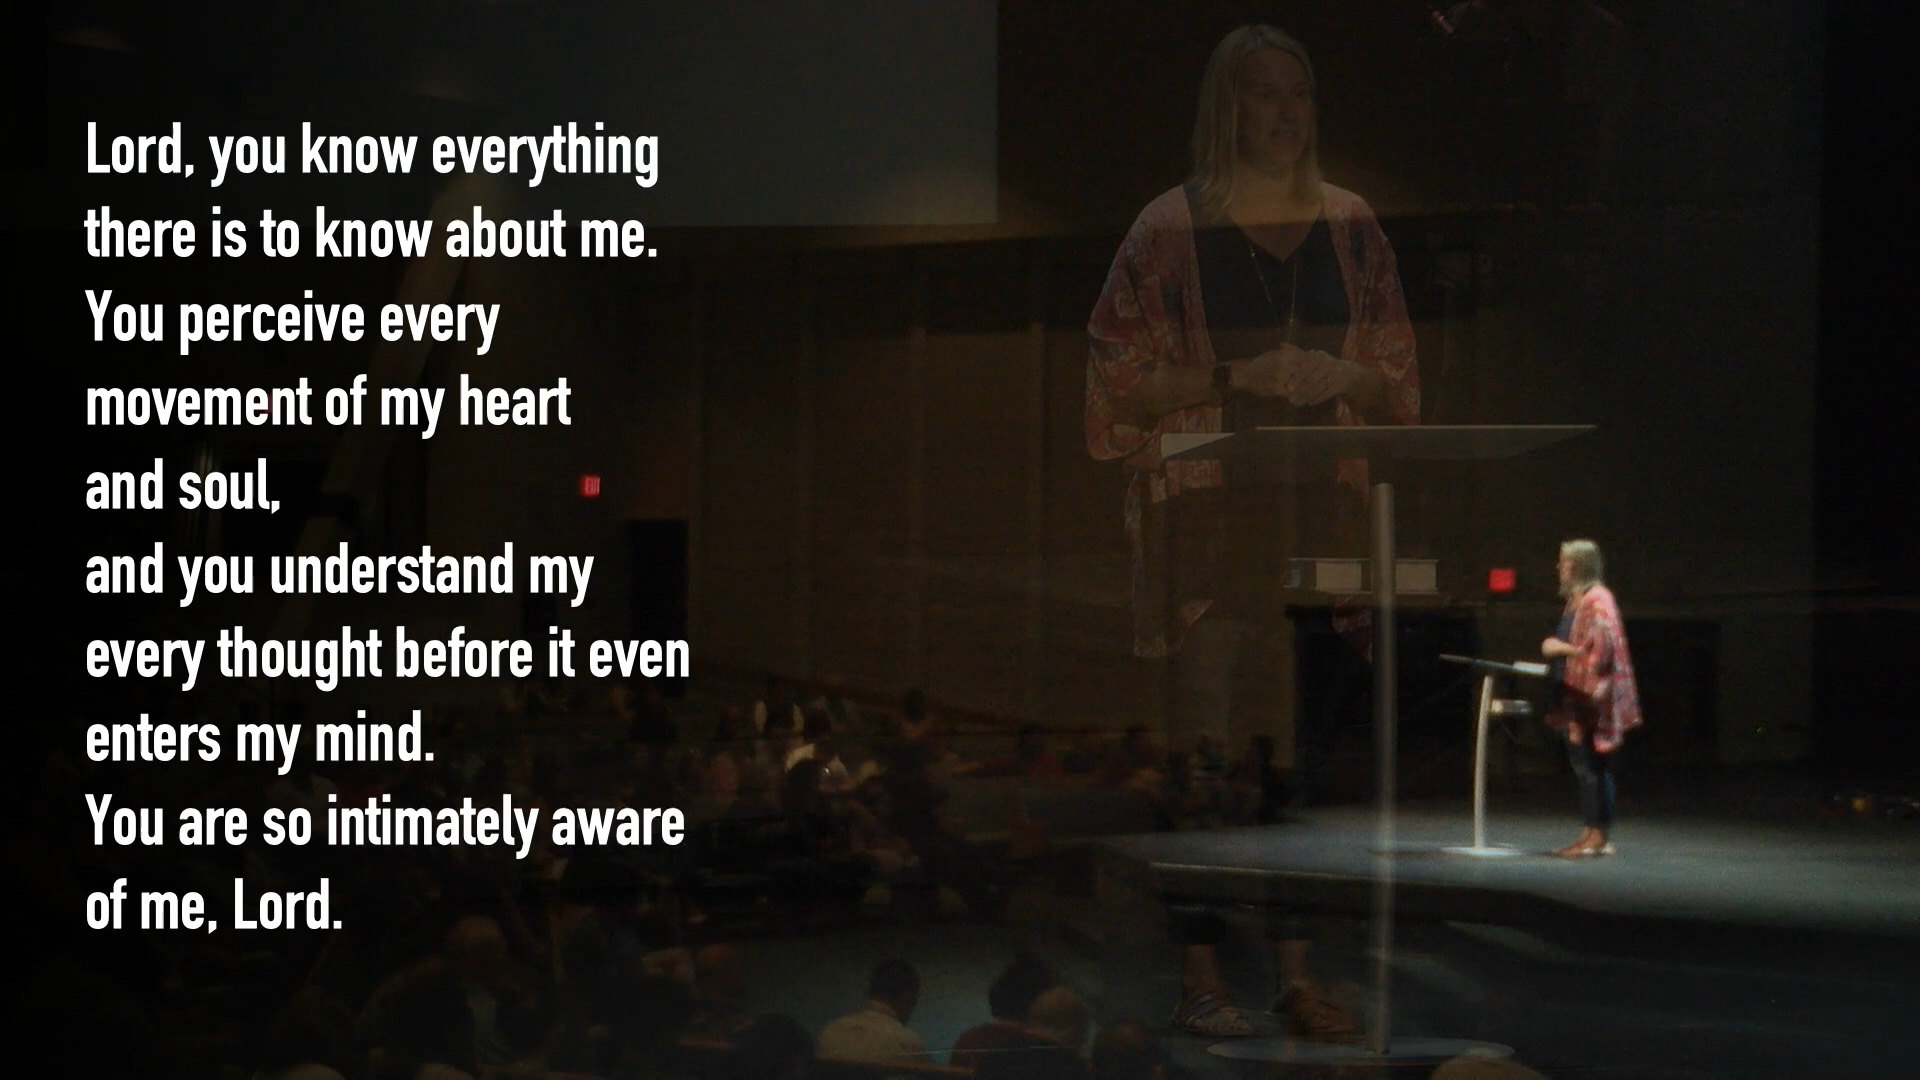 Lord, you know everything
there is to know about me.
You perceive every
movement of my heart
and soul,
and you understand my
every thought before it even
enters my mind.
You are so intimately aware
of me, Lord.
EXIT